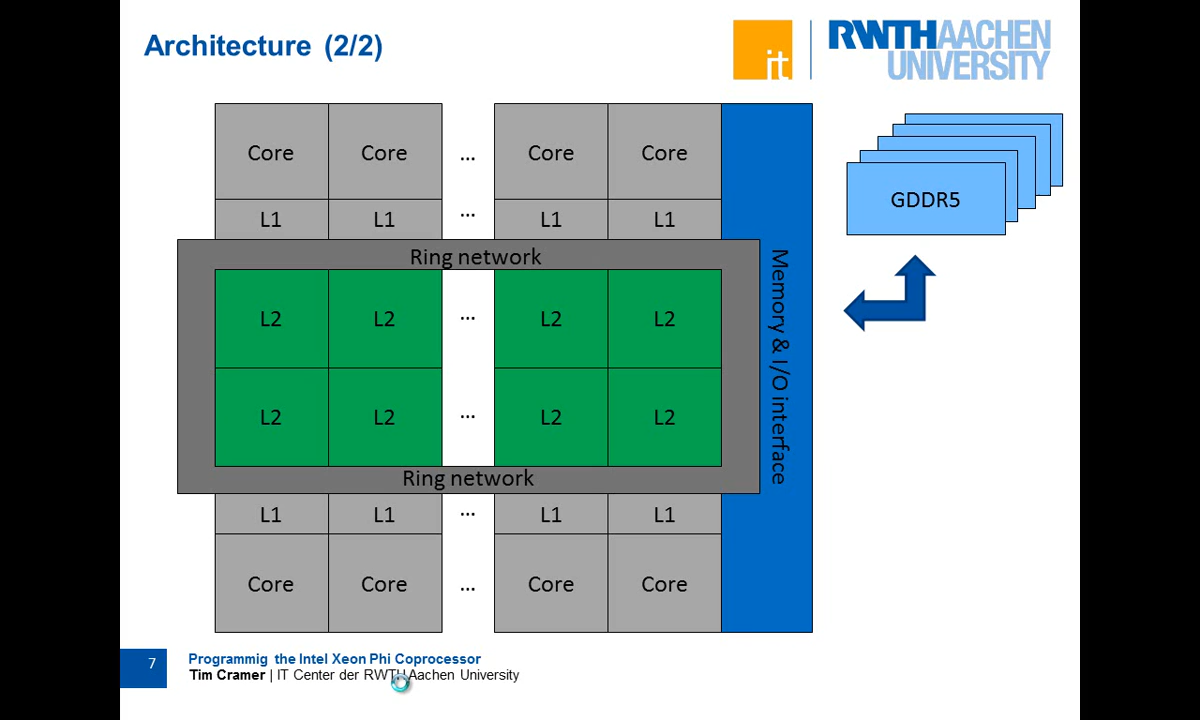 Architecture (2/2)
it
RWTHAACHEN
UNIVERSITY
Core Core ... Core Core
L1 L1 ... L1 L1
Ring network
L2 L2 ... L2 L2
L2 L2 ... L2 L2
Ring network
L1 L1 ... L1 L1
Core Core ... Core Core
Memory & I/O interface
GDDR5
7
Programmig the Intel Xeon Phi Coprocessor
Tim Cramer | IT Center der RWTH Aachen University